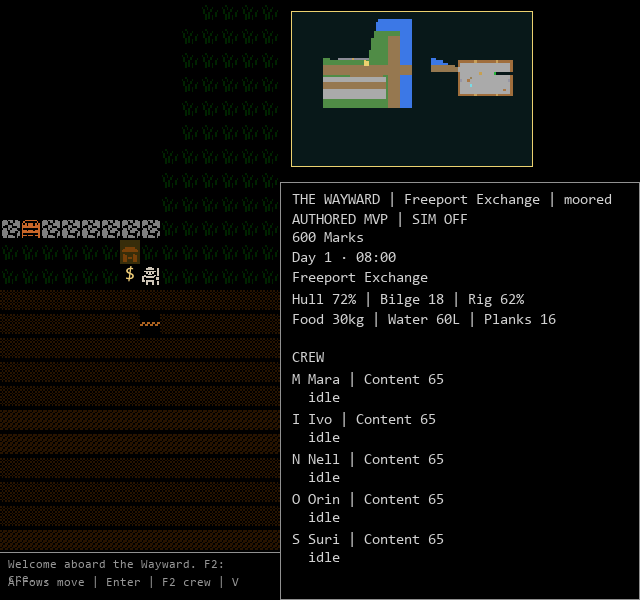 $
THE WAYWARD | Freeport Exchange | moored
AUTHORED MVP | SIM OFF
600 Marks
Day 1 · 08:00
Freeport Exchange
Hull 72% | Bilge 18 | Rig 62%
Food 30kg | Water 60L | Planks 16
CREW
M Mara | Content 65
idle
I Ivo | Content 65
idle
N Nell | Content 65
idle
O Orin | Content 65
idle
S Suri | Content 65
idle
Welcome aboard the Wayward. F2:
Arrows move | Enter | F2 crew | V